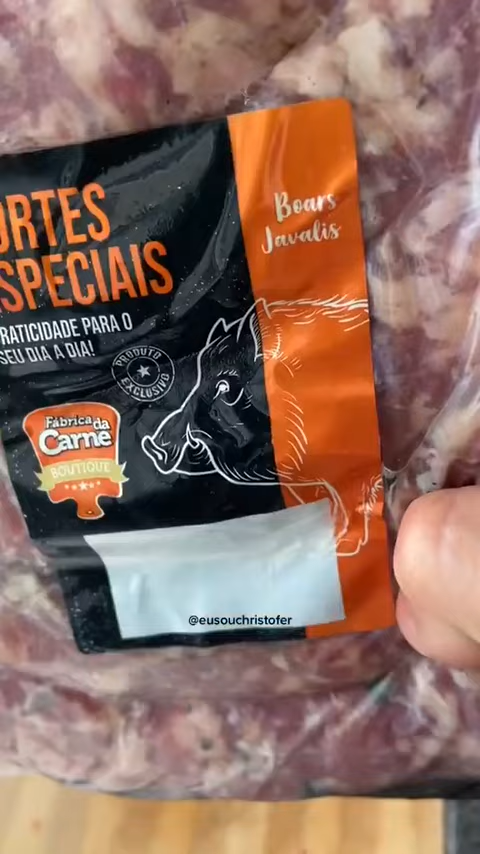 Boars
Javalis
ORTES
SPECIAIS
RATICIDADE PARA O
SEU DIA A DIA!
PRODUTO
EXCLUSIVO
Fábrica da
Carne
BOUTIQUE
@eusouchristofer